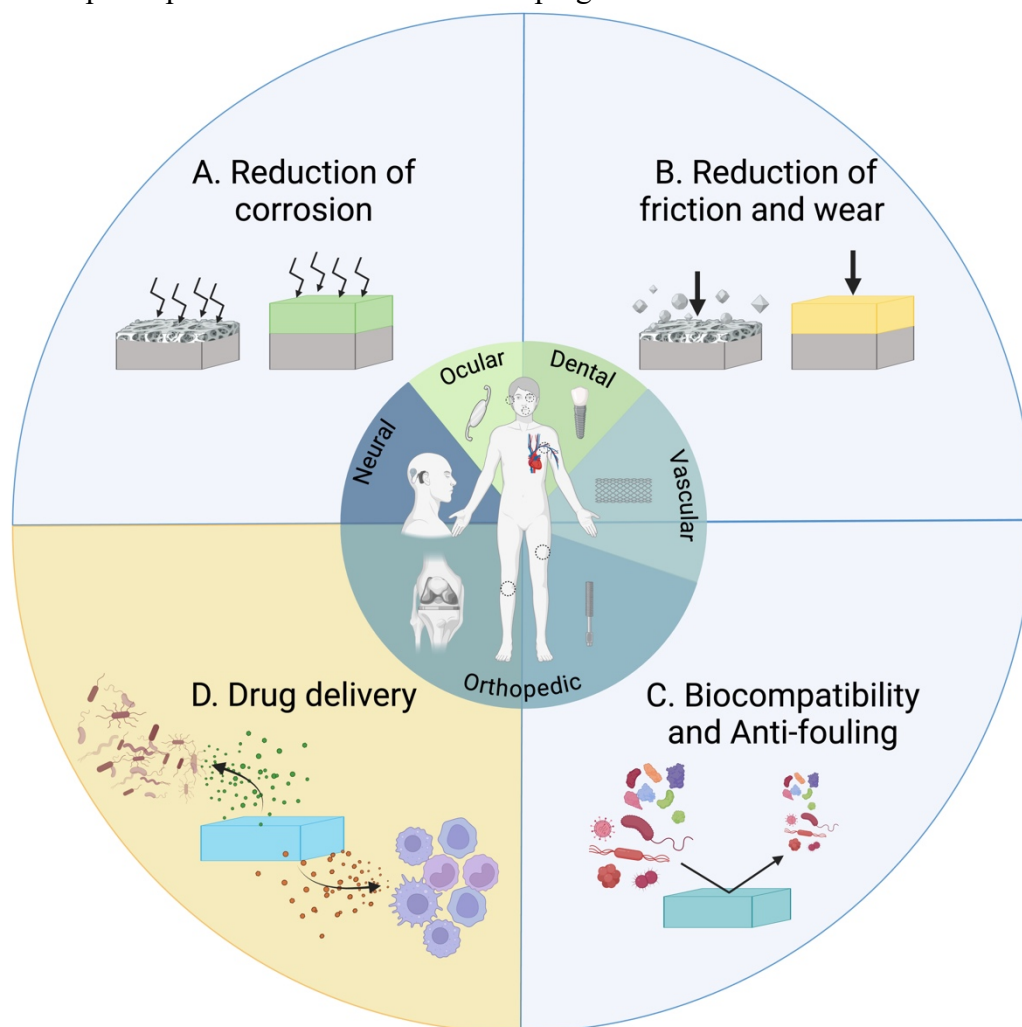 A. Reduction of
corrosion
B. Reduction of
friction and wear
Ocular
Dental
Neural
Vascular
Orthopedic
D. Drug delivery
C. Biocompatibility
and Anti-fouling